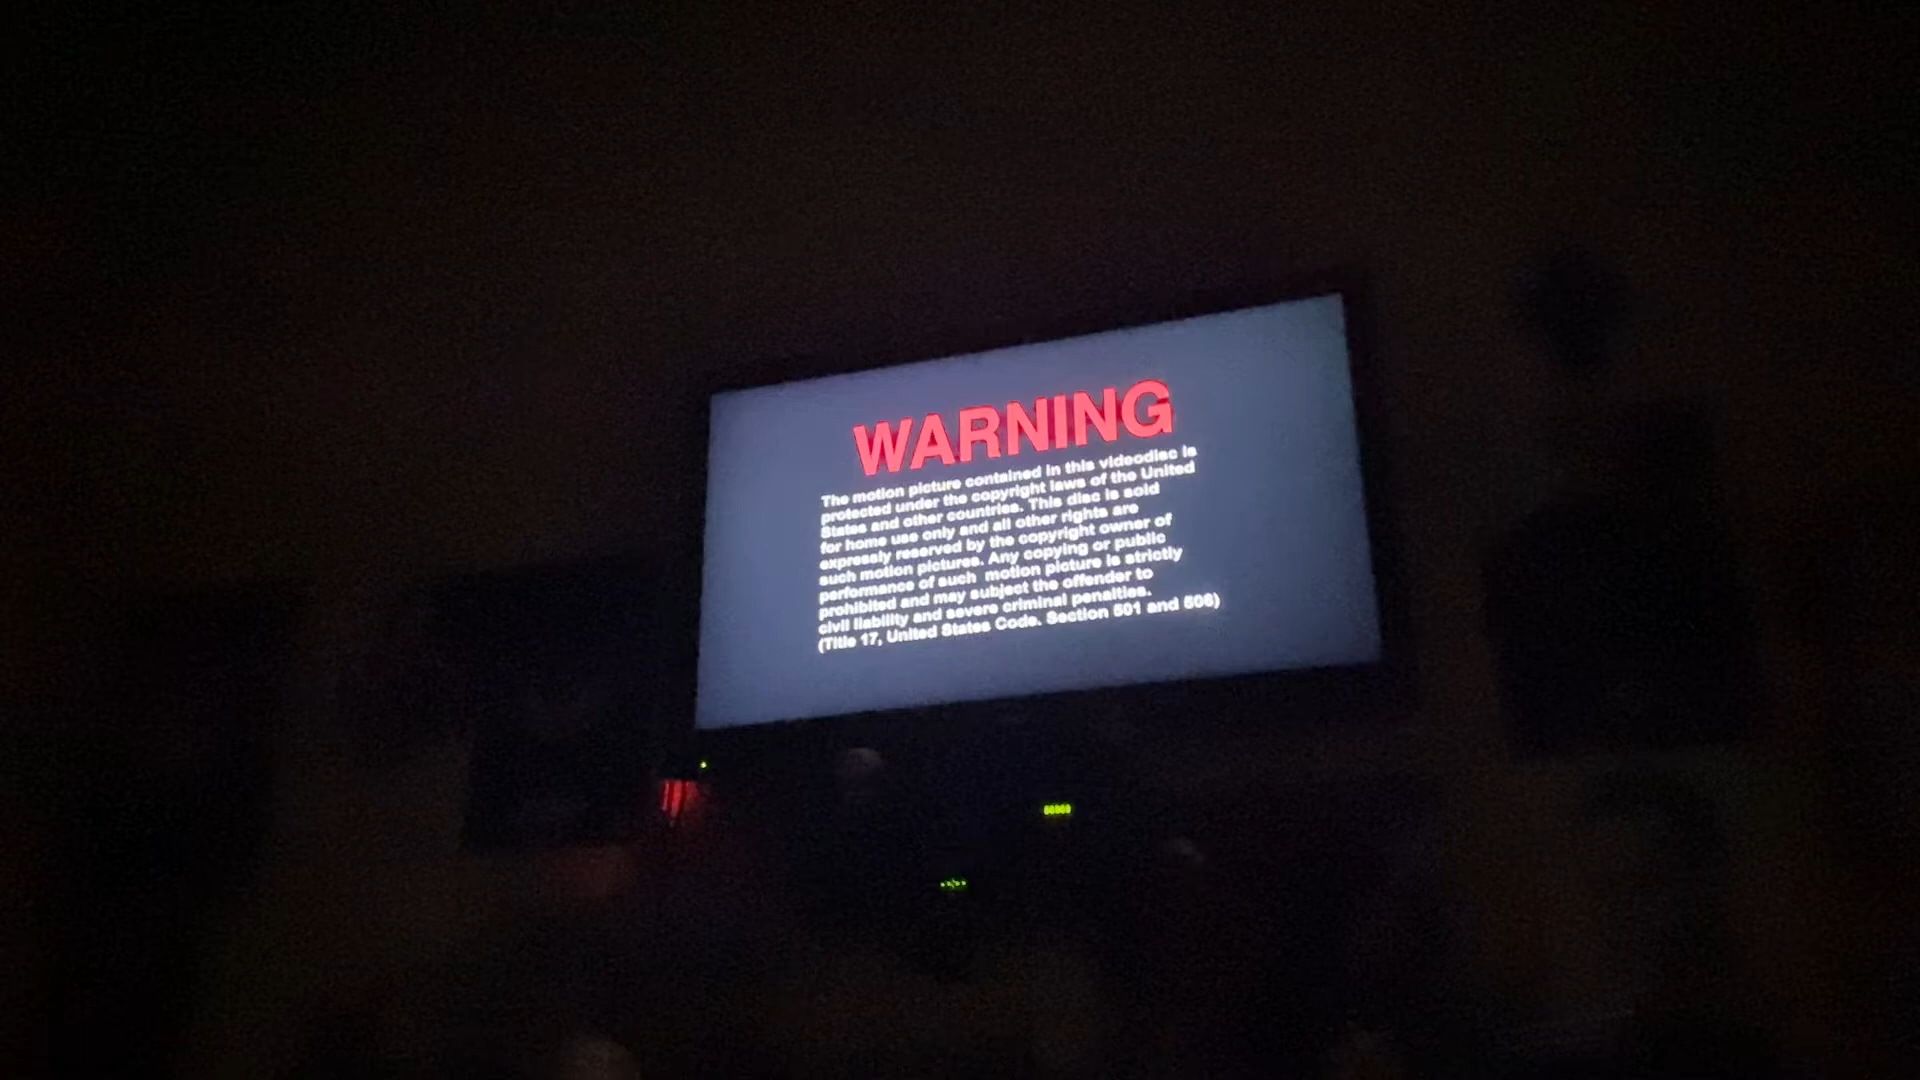 WARNING
The motion picture contained in this videodisc is
protected under the copyright laws of the United
States and other countries. This disc is sold
for home use only and all other rights are
expressly reserved by the copyright owner of
such motion pictures. Any copying or public
performance of such motion picture is strictly
prohibited and may subject the offender to
civil liability and severe criminal penalties.
(Title 17, United States Code. Section 501 and 506)